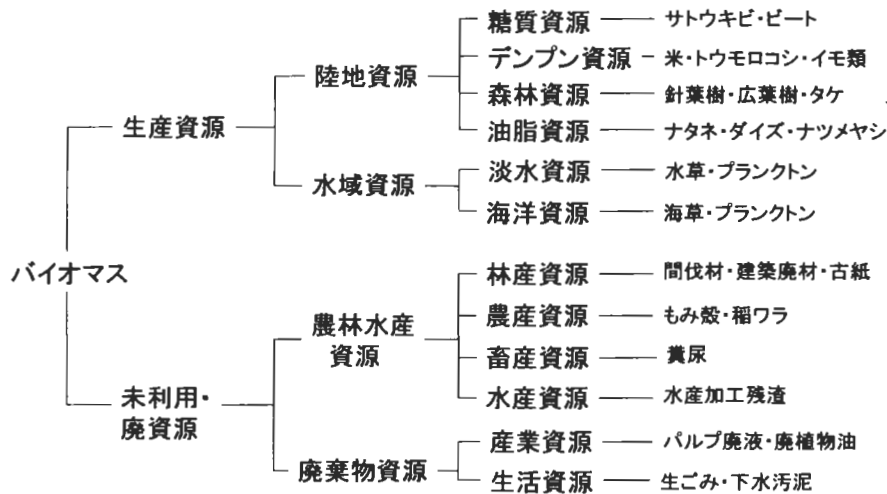 糖質資源 サトウキビ・ビート
デンプン資源 米・トウモロコシ・イモ類
陸地資源
森林資源 針葉樹・広葉樹・タケ
生産資源
油脂資源 ナタネ・ダイズ・ナツメヤシ
淡水資源 水草・プランクトン
水域資源
海洋資源 海草・プランクトン
バイオマス
林産資源 間伐材・建築廃材・古紙
農産資源 もみ殻・稲ワラ
農林水産
資源
畜産資源 糞尿
未利用・
廃資源
水産資源 水産加工残渣
産業資源 パルプ廃液・廃植物油
廃棄物資源
生活資源 生ごみ・下水汚泥